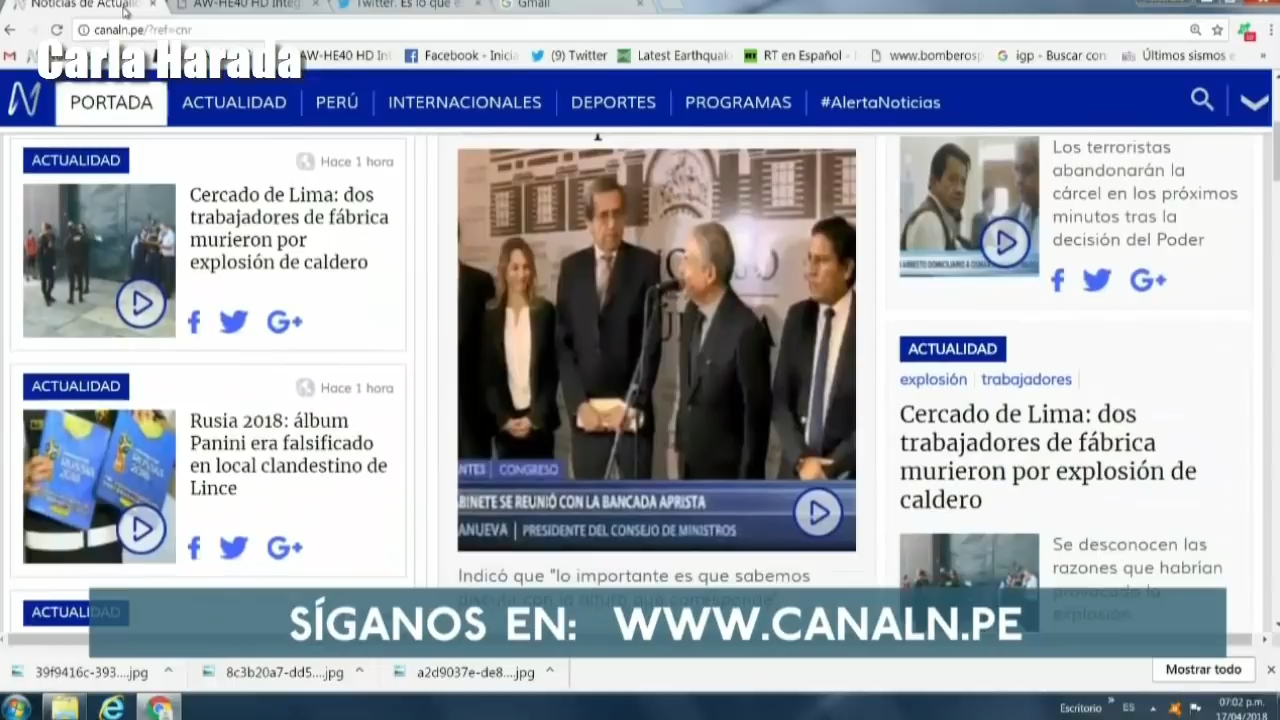 Noticias de Actuali
AW-HE40 HD Integ
Twitter. Es lo que e
Gmail
canaln.pe/?ref=cnr
Carla Harada
AW-HE40 HD Int
Facebook - Inicia
(9) Twitter
Latest Earthquak
RT en Español -
www.bomberosp
igp - Buscar con
Últimos sismos e
PORTADA
ACTUALIDAD
PERÚ
INTERNACIONALES
DEPORTES
PROGRAMAS
#AlertaNoticias
ACTUALIDAD
Hace 1 hora
Cercado de Lima: dos
trabajadores de fábrica
murieron por
explosión de caldero
ACTUALIDAD
Hace 1 hora
Rusia 2018: álbum
Panini era falsificado
en local clandestino de
Lince
ACTUALIDAD
NTES | CONGRESO
BINETE SE REUNIÓ CON LA BANCADA APRISTA
ANUEVA | PRESIDENTE DEL CONSEJO DE MINISTROS
Indicó que "lo importante es que sabemos
Los terroristas
abandonarán la
cárcel en los próximos
minutos tras la
decisión del Poder
ACTUALIDAD
explosión
trabajadores
Cercado de Lima: dos
trabajadores de fábrica
murieron por explosión de
caldero
Se desconocen las
razones que habrían
provocado la
explosión
SÍGANOS EN: WWW.CANALN.PE
39f9416c-393....jpg
8c3b20a7-dd5....jpg
a2d9037e-de8....jpg
Mostrar todo
Escritorio
ES
07:02 p.m.
17/04/2018